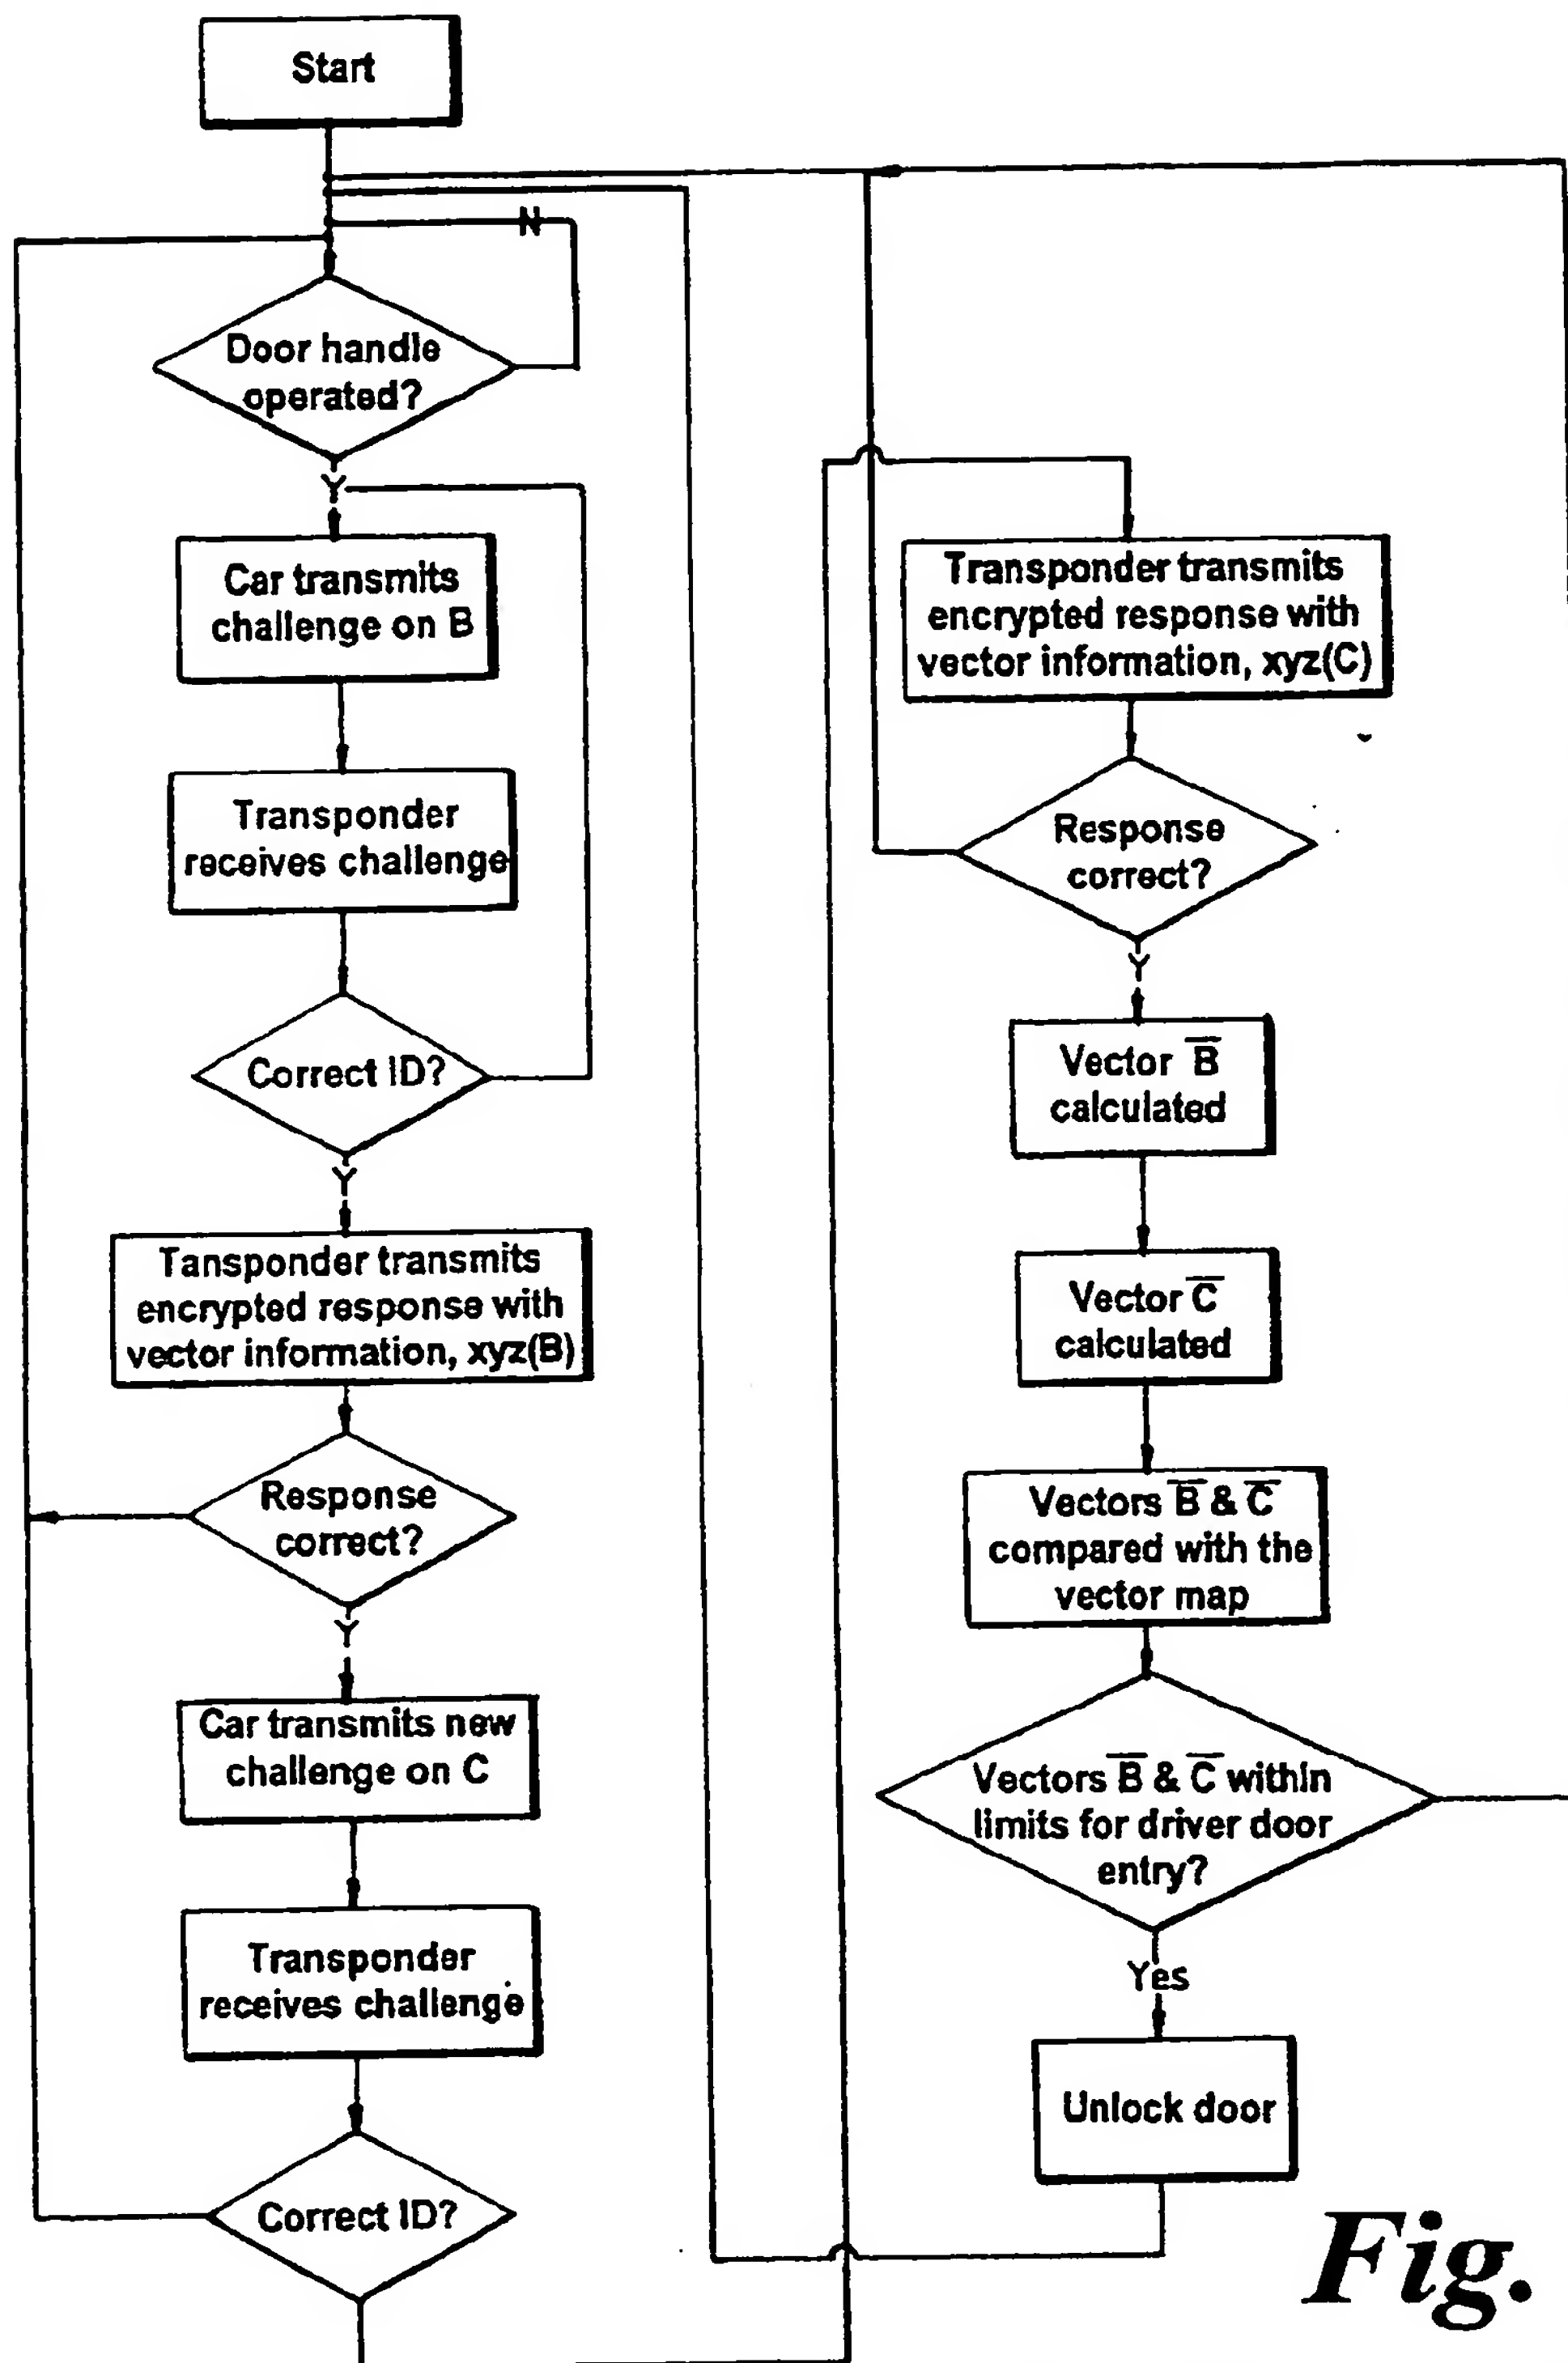 Start
N
Door handle
operated?
Y
Car transmits
challenge on B
Transponder
receives challenge
Correct ID?
Y
Tansponder transmits
encrypted response with
vector information, xyz(B)
Response
correct?
Y
Car transmits new
challenge on C
Transponder
receives challenge
Correct ID?
Transponder transmits
encrypted response with
vector information, xyz(C)
Response
correct?
Y
Vector B̅
calculated
Vector C̅
calculated
Vectors B̅ & C̅
compared with the
vector map
Vectors B̅ & C̅ within
limits for driver door
entry?
Yes
Unlock door
Fig.